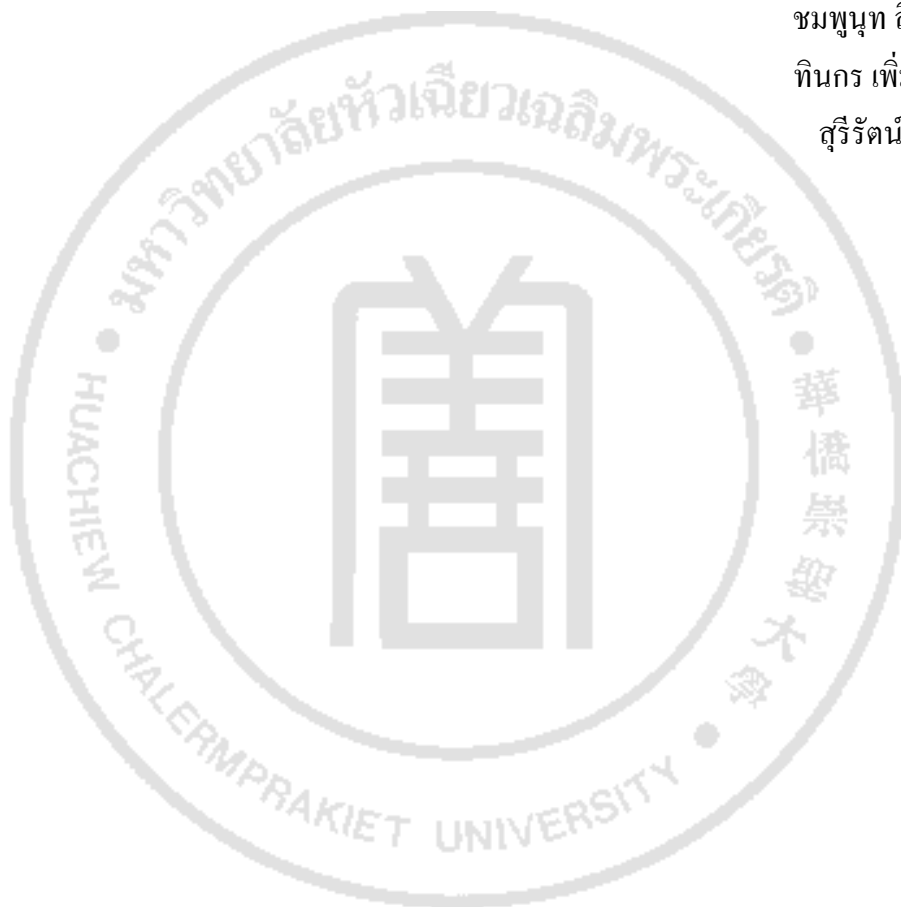 ชมพูนุท
ทินกร
สุรีรัตน์
มหาวิทยาลัยหัวเฉียวเฉลิมพระเกียรติ
華僑崇聖大學
HUACHIEW CHALERMPRAKIET UNIVERSITY